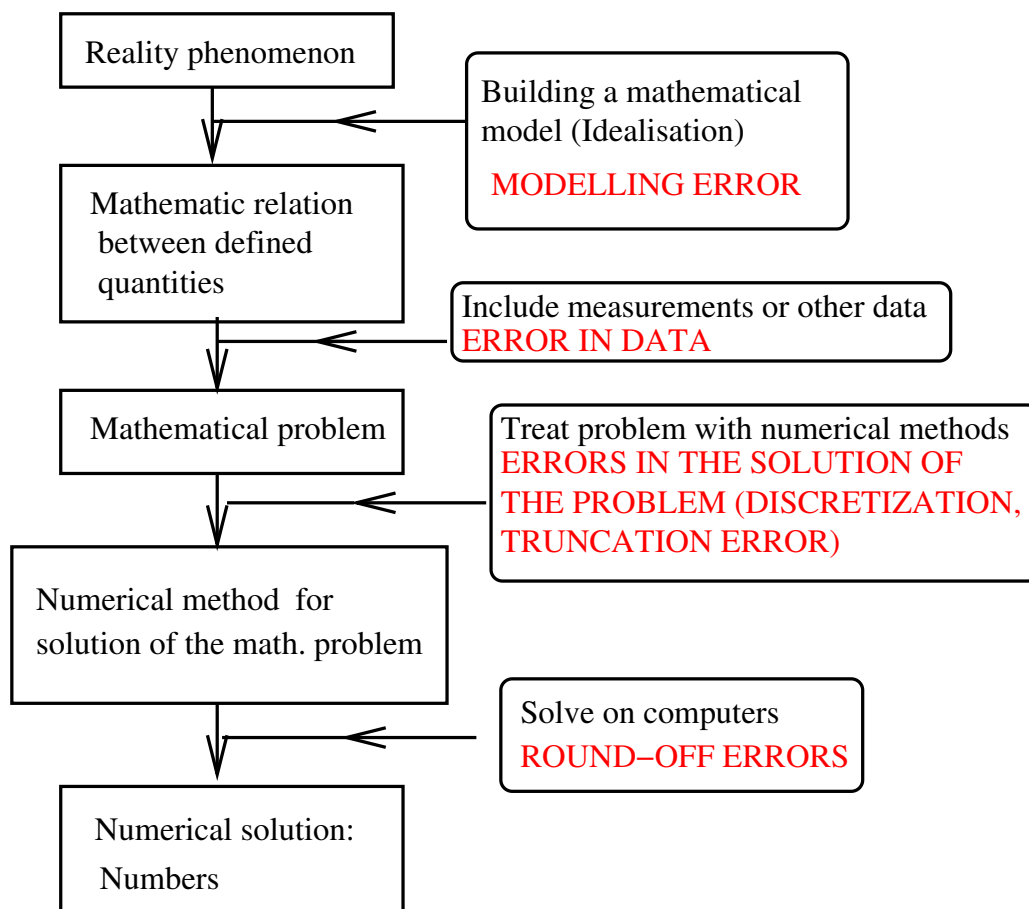 Reality phenomenon
Building a mathematical
model (Idealisation)
MODELLING ERROR
Mathematic relation
between defined
quantities
Include measurements or other data
ERROR IN DATA
Mathematical problem
Treat problem with numerical methods
ERRORS IN THE SOLUTION OF
THE PROBLEM (DISCRETIZATION,
TRUNCATION ERROR)
Numerical method for
solution of the math. problem
Solve on computers
ROUND−OFF ERRORS
Numerical solution:
Numbers